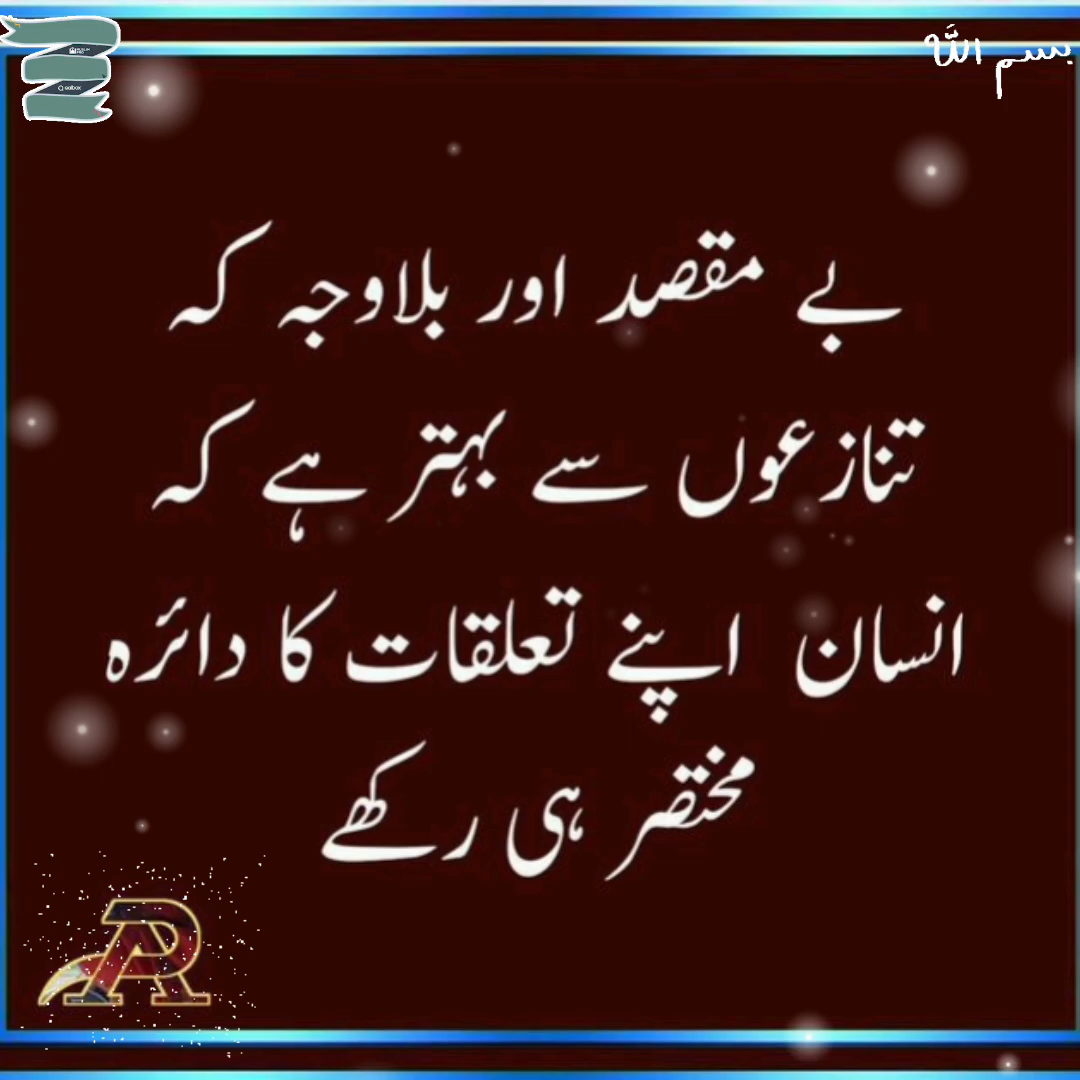 بسم اللّٰہ
بے مقصد اور بلاوجہ کہ
تنازعوں سے بہتر ہے کہ
انسان اپنے تعلقات کا دائرہ
مختصر ہی رکھے
R